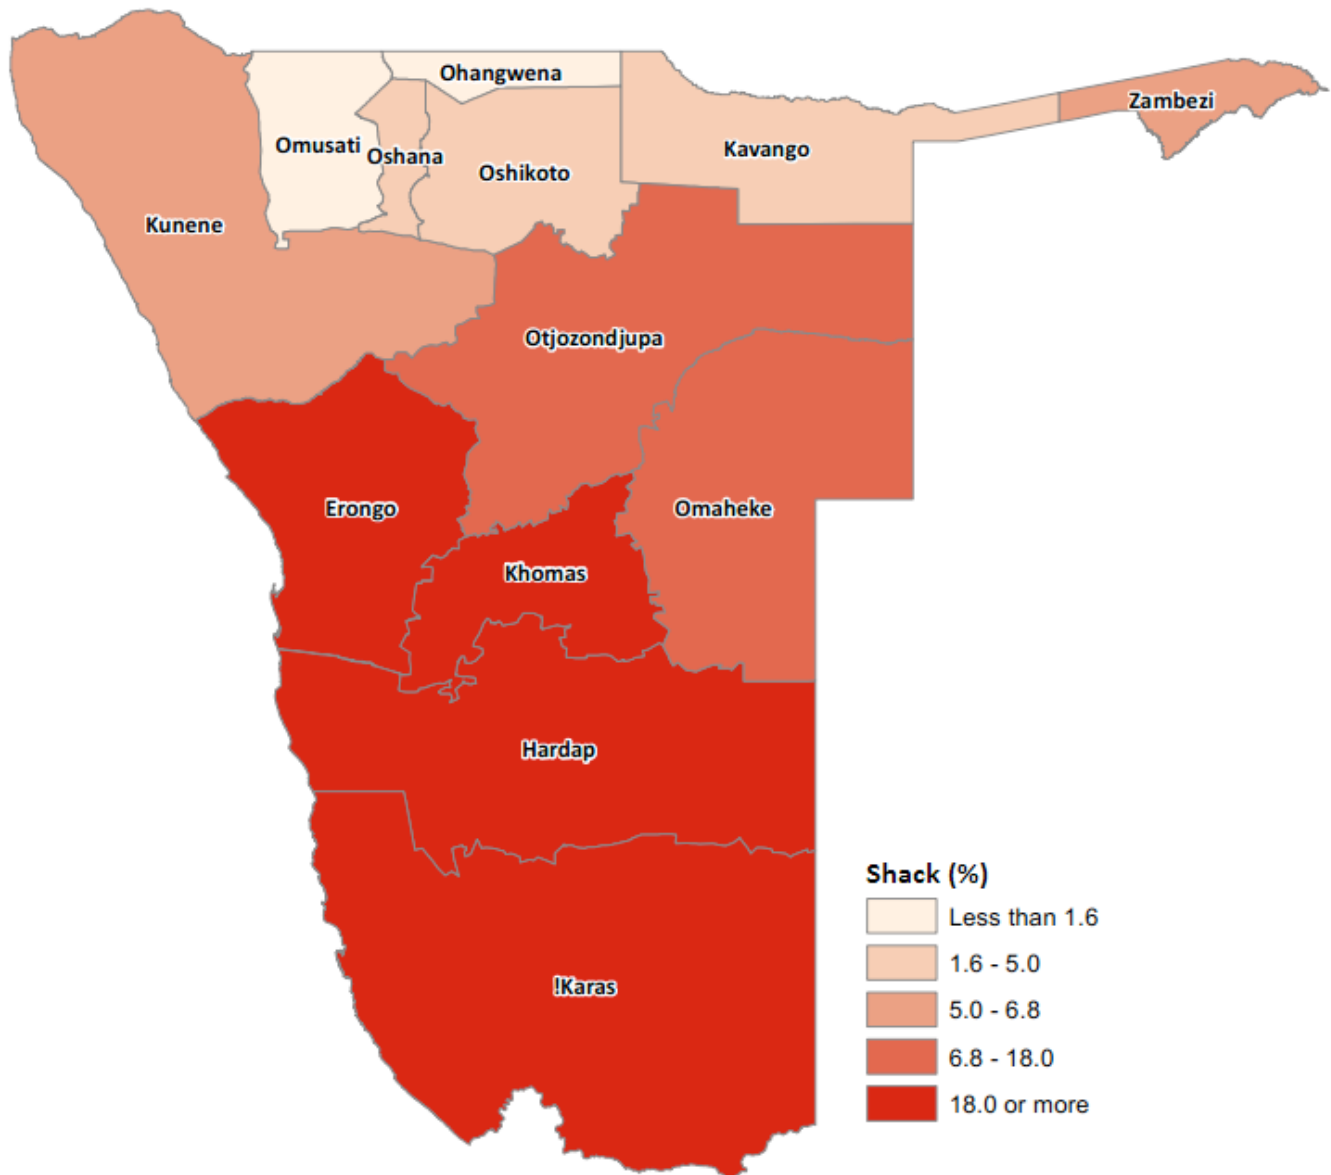 Ohangwena
Zambezi
Omusati
Oshana
Kavango
Oshikoto
Kunene
Otjozondjupa
Erongo
Omaheke
Khomas
Hardap
!Karas
Shack (%)
Less than 1.6
1.6 - 5.0
5.0 - 6.8
6.8 - 18.0
18.0 or more